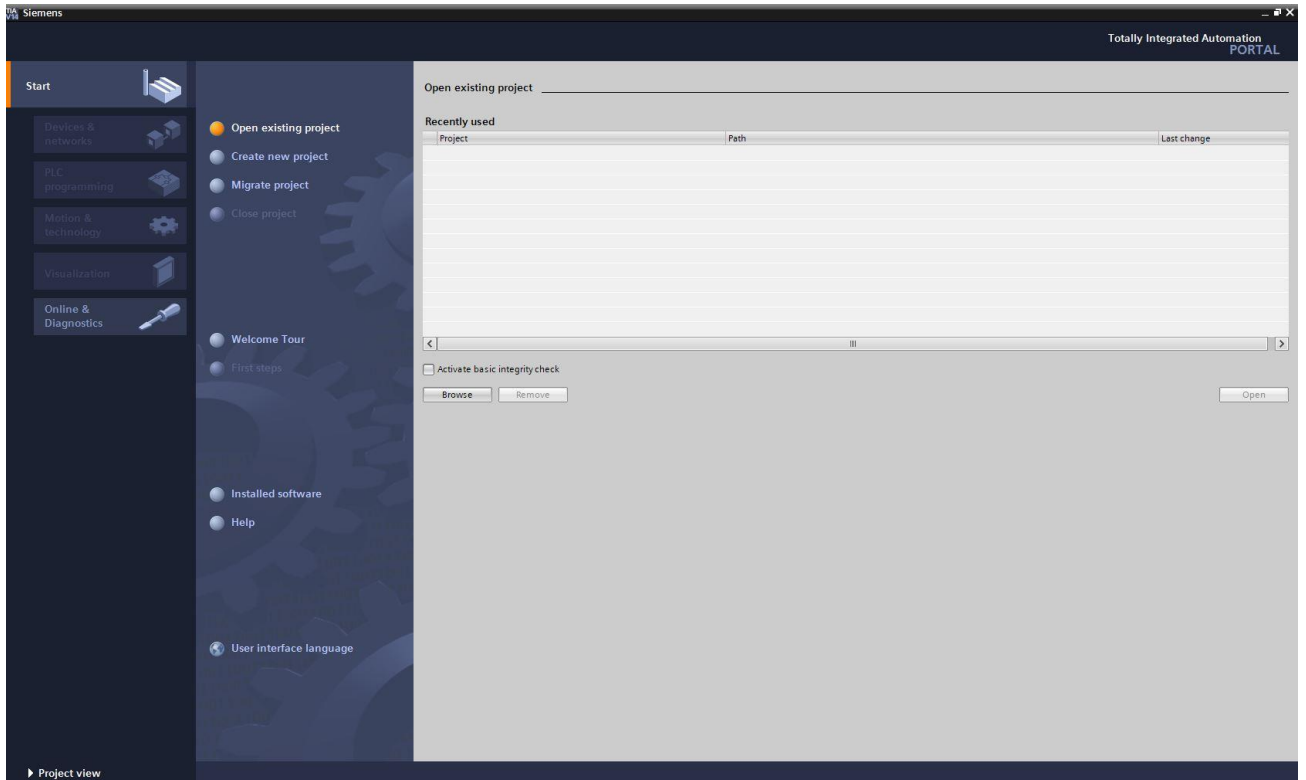 TIA
V14
Siemens
Totally Integrated Automation
PORTAL
Start
Devices &
networks
PLC
programming
Motion &
technology
Visualization
Online &
Diagnostics
Open existing project
Create new project
Migrate project
Close project
Welcome Tour
First steps
Installed software
Help
User interface language
Open existing project
Recently used
Project Path Last change
Activate basic integrity check
Browse Remove Open
Project view